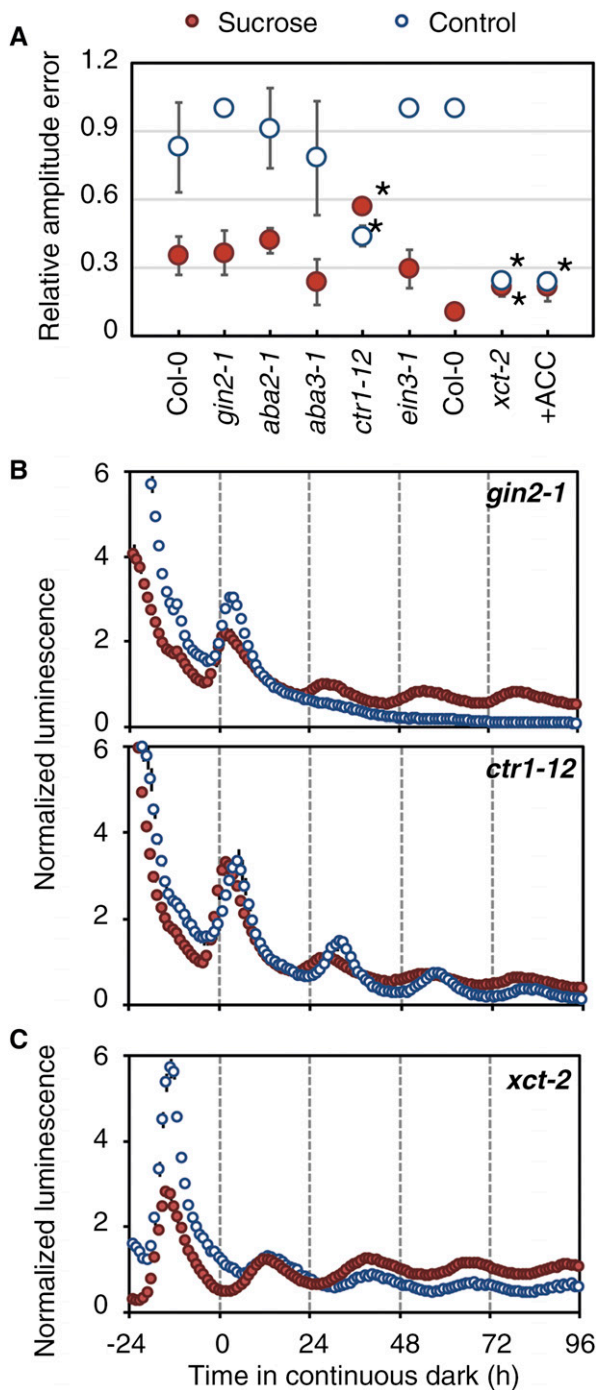 Sucrose Control
A
Relative amplitude error
1.2
0.9
0.6
0.3
0
*
*
*
*
*
Col-0
gin2-1
aba2-1
aba3-1
ctr1-12
ein3-1
Col-0
xct-2
+ACC
B
Normalized luminescence
6
4
2
0
gin2-1
6
4
2
0
ctr1-12
C
Normalized luminescence
6
4
2
0
xct-2
-24 0 24 48 72 96
Time in continuous dark (h)